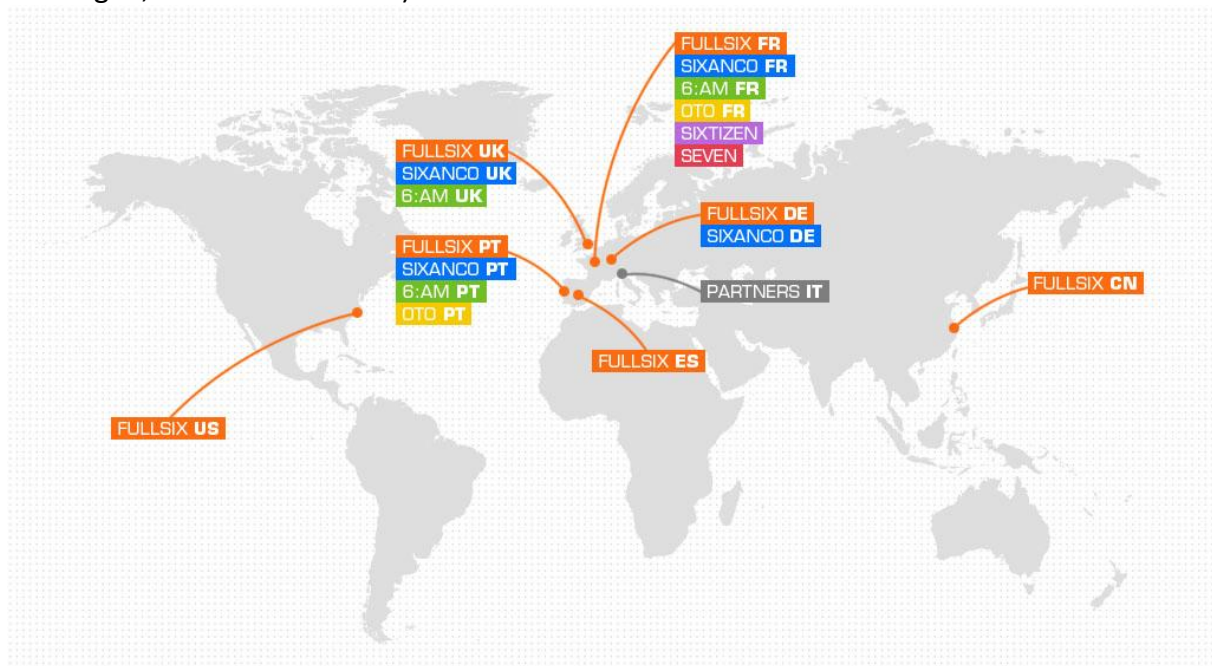 FULLSIX FR
SIXANCO FR
6:AM FR
OTO FR
SIXTIZEN
SEVEN
FULLSIX UK
SIXANCO UK
6:AM UK
FULLSIX DE
SIXANCO DE
FULLSIX PT
SIXANCO PT
6:AM PT
OTO PT
PARTNERS IT
FULLSIX CN
FULLSIX ES
FULLSIX US